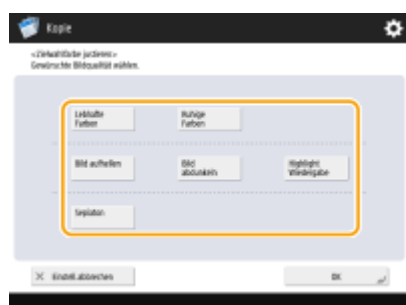 Kopie
<Zielwahlfarbe justieren>
Gewünschte Bildqualität wählen.
Lebhafte
Farben
Ruhige
Farben
Bild aufhellen
Bild
abdunkeln
Highlight
Wiedergabe
Sepiaton
Einstell. abbrechen
OK